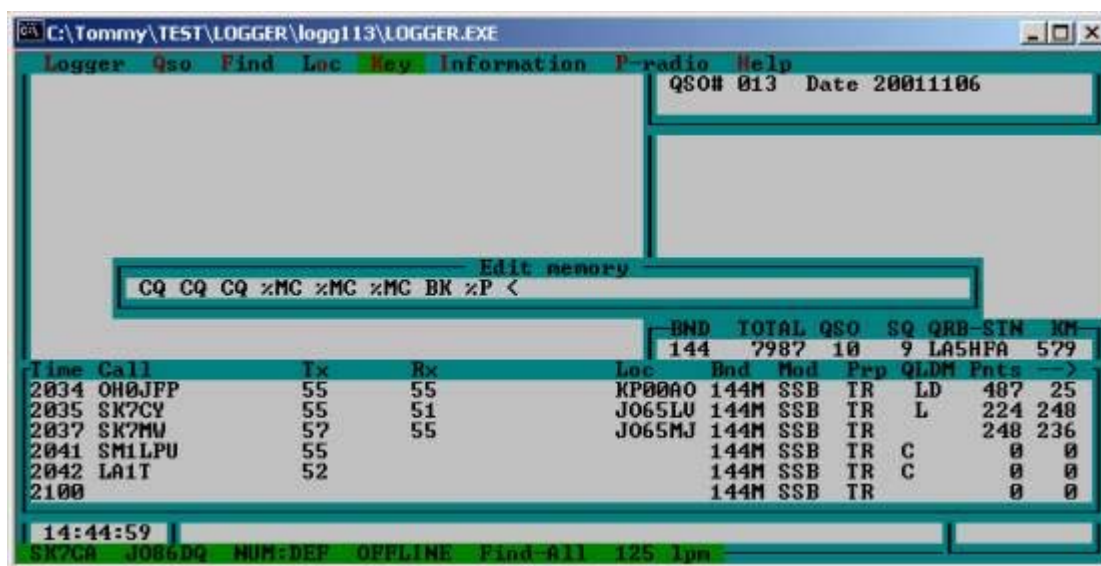 C:\Tommy\TEST\LOGGER\logg113\LOGGER.EXE
Logger Qso Find Loc Key Information P-radio Help
QSO# 013 Date 20011106
Edit memory
CQ CQ CQ %MC %MC %MC BK %P <
BND TOTAL QSO SQ QRB-STN KM
144 7987 10 9 LA5HFA 579
Time Call Tx Rx Loc Bnd Mod Prp QLDM Pnts -->
2034 OH0JFP 55 55 KP00AO 144M SSB TR LD 487 25
2035 SK7CY 55 51 JO65LV 144M SSB TR L 224 248
2037 SK7MW 57 55 JO65MJ 144M SSB TR 248 236
2041 SM1LPU 55 144M SSB TR C 0 0
2042 LA1T 52 144M SSB TR C 0 0
2100 144M SSB TR 0 0
14:44:59
SK7CA JO86DQ NUM:DEF OFFLINE Find-All 125 lpm